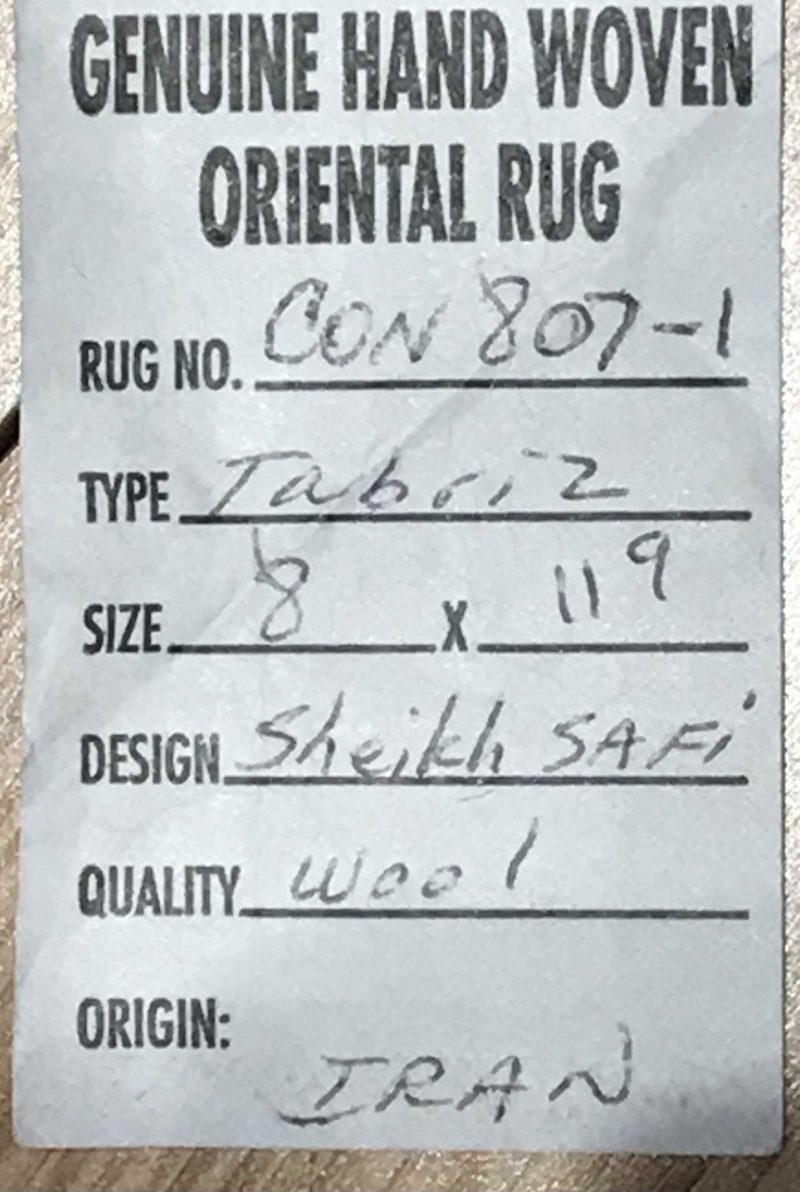 GENUINE HAND WOVEN
ORIENTAL RUG
RUG NO. CON 807-1
TYPE Tabriz
SIZE 8 X 11 9
DESIGN Sheikh SAFi
QUALITY wool
ORIGIN:
IRAN